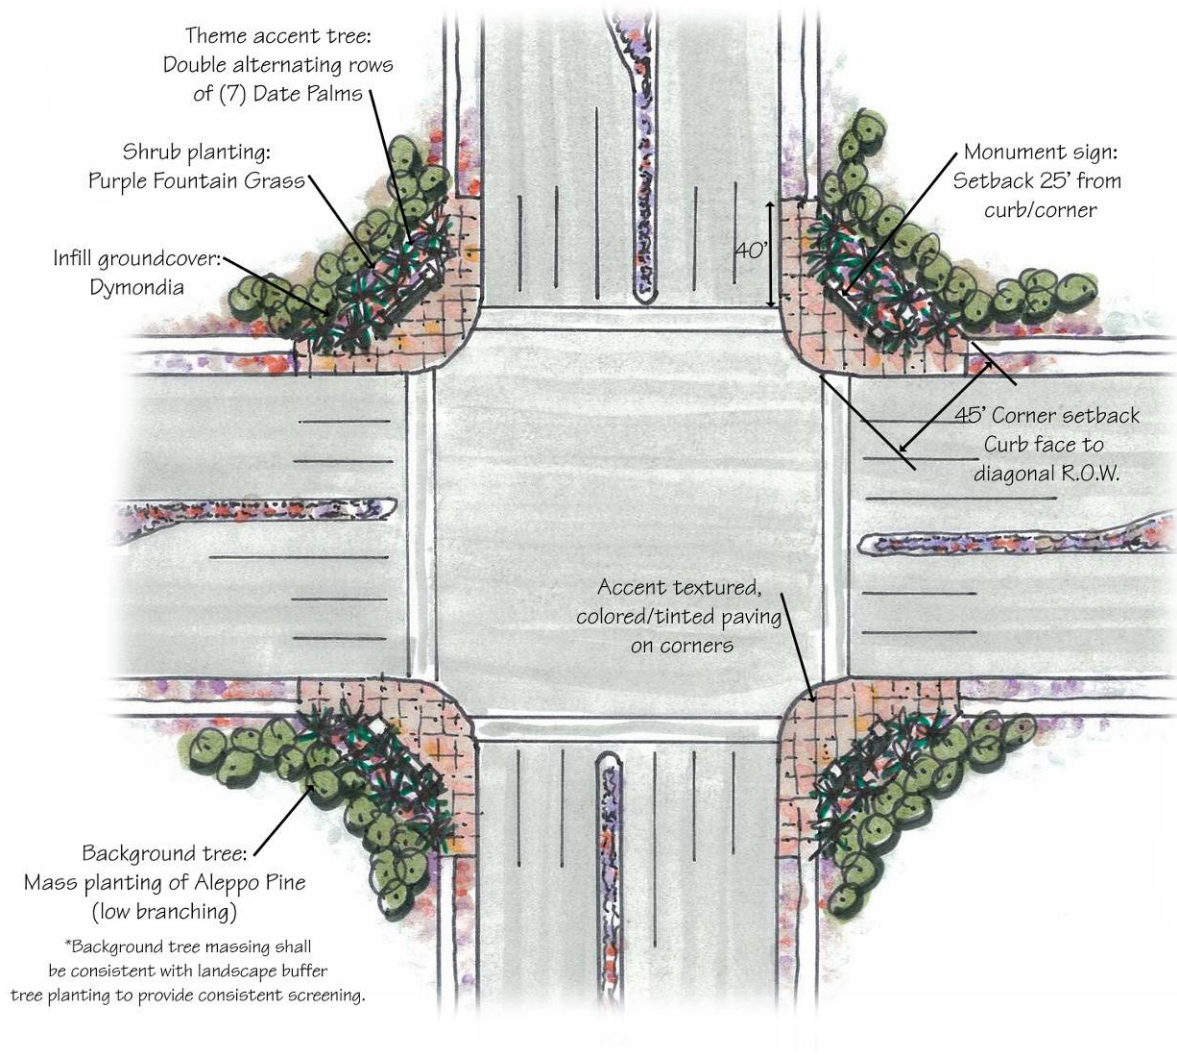 Theme accent tree:
Double alternating rows
of (7) Date Palms
Shrub planting:
Purple Fountain Grass
Infill groundcover:
Dymondia
Monument sign:
Setback 25' from
curb/corner
40'
45' Corner setback
Curb face to
diagonal R.O.W.
Accent textured,
colored/tinted paving
on corners
Background tree:
Mass planting of Aleppo Pine
(low branching)
*Background tree massing shall
be consistent with landscape buffer
tree planting to provide consistent screening.